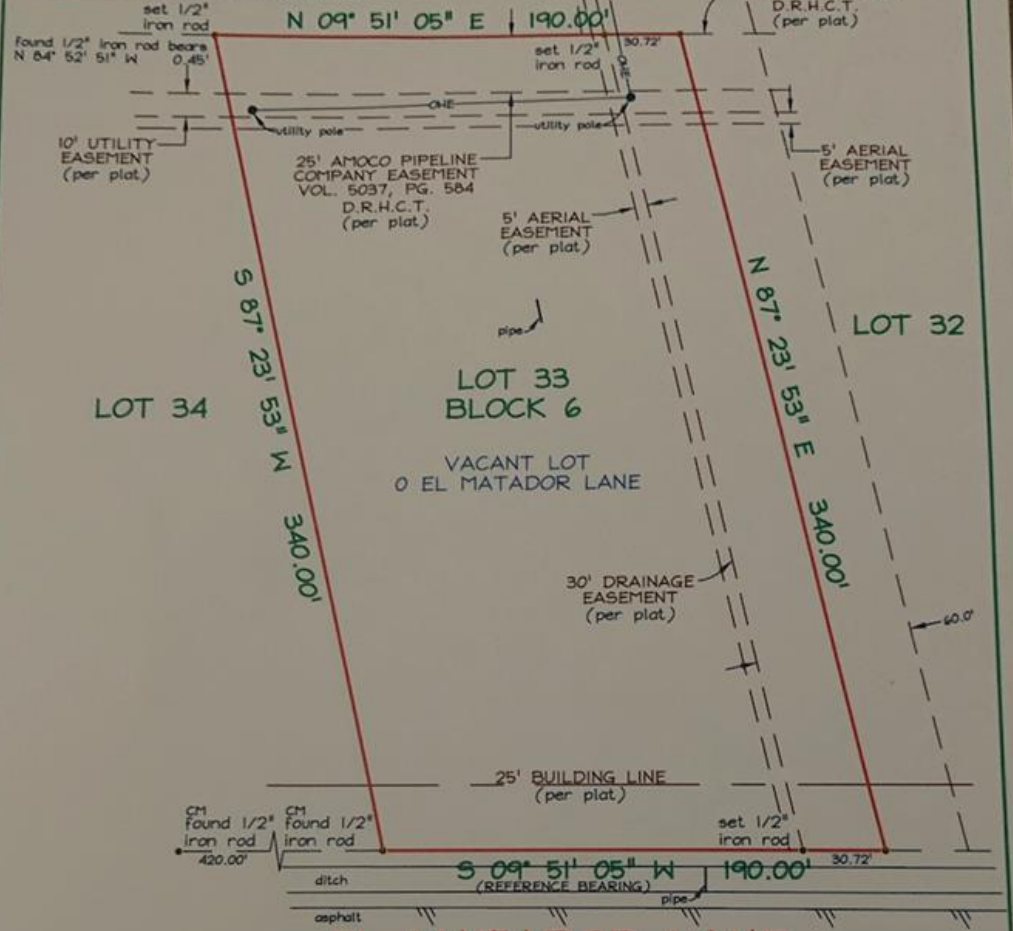 D.R.H.C.T.
(per plat)
set 1/2"
iron rod
N 09° 51' 05" E 190.00'
found 1/2" iron rod bears
N 84° 52' 51" W 0.45'
set 1/2"
iron rod
30.72'
OHE
OHE
utility pole
utility pole
10' UTILITY
EASEMENT
(per plat)
25' AMOCO PIPELINE
COMPANY EASEMENT
VOL. 5037, PG. 584
D.R.H.C.T.
(per plat)
5' AERIAL
EASEMENT
(per plat)
5' AERIAL
EASEMENT
(per plat)
S 87° 23' 53" W 340.00'
N 87° 23' 53" E 340.00'
pipe
LOT 32
LOT 34
LOT 33
BLOCK 6
VACANT LOT
0 EL MATADOR LANE
30' DRAINAGE
EASEMENT
(per plat)
60.0'
25' BUILDING LINE
(per plat)
CM
found 1/2"
iron rod
CM
found 1/2"
iron rod
420.00'
set 1/2"
iron rod
30.72'
S 09° 51' 05" W 190.00'
(REFERENCE BEARING)
ditch
pipe
asphalt